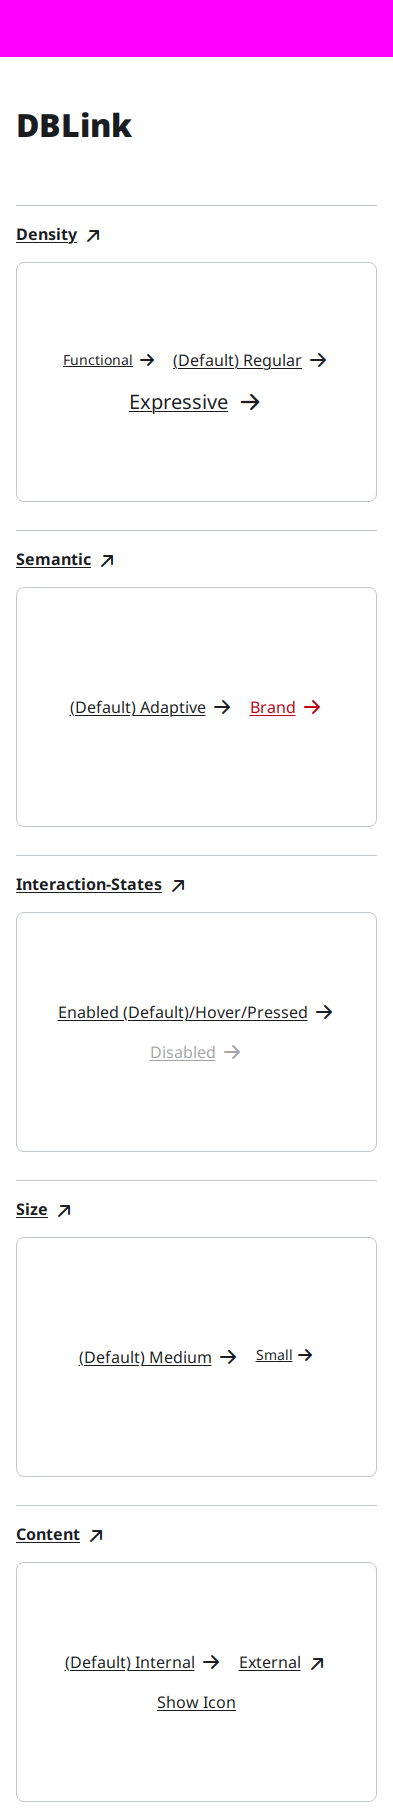 DBLink
Density
Functional (Default) Regular
Expressive
Semantic
(Default) Adaptive Brand
Interaction-States
Enabled (Default)/Hover/Pressed
Disabled
Size
(Default) Medium Small
Content
(Default) Internal External
Show Icon